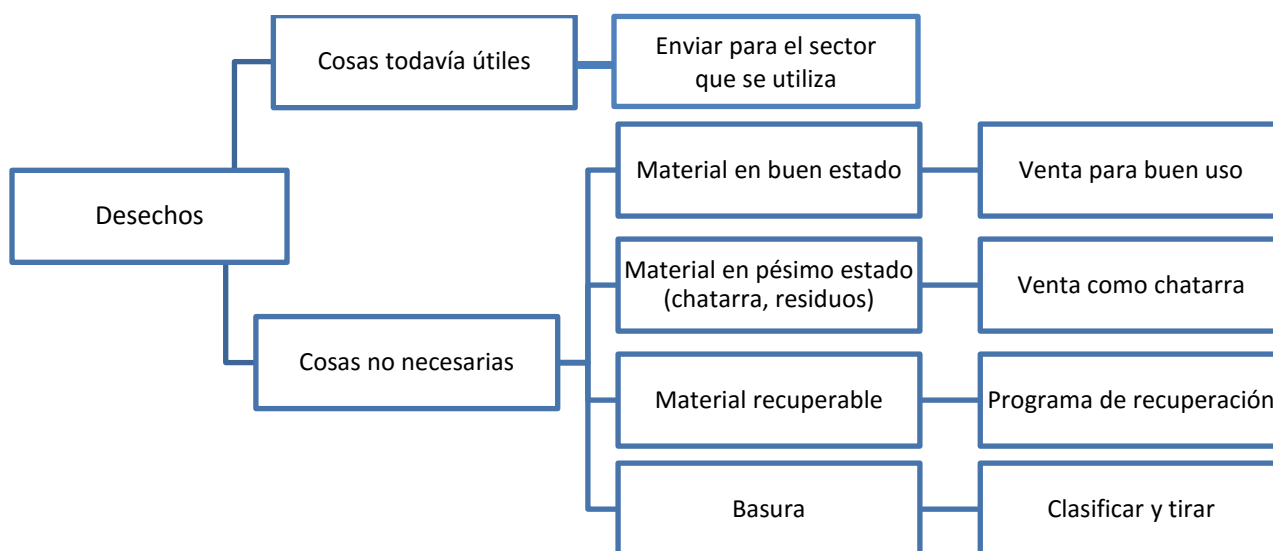 Cosas todavía útiles
Enviar para el sector
que se utiliza
Desechos
Material en buen estado
Venta para buen uso
Material en pésimo estado
(chatarra, residuos)
Venta como chatarra
Cosas no necesarias
Material recuperable
Programa de recuperación
Basura
Clasificar y tirar